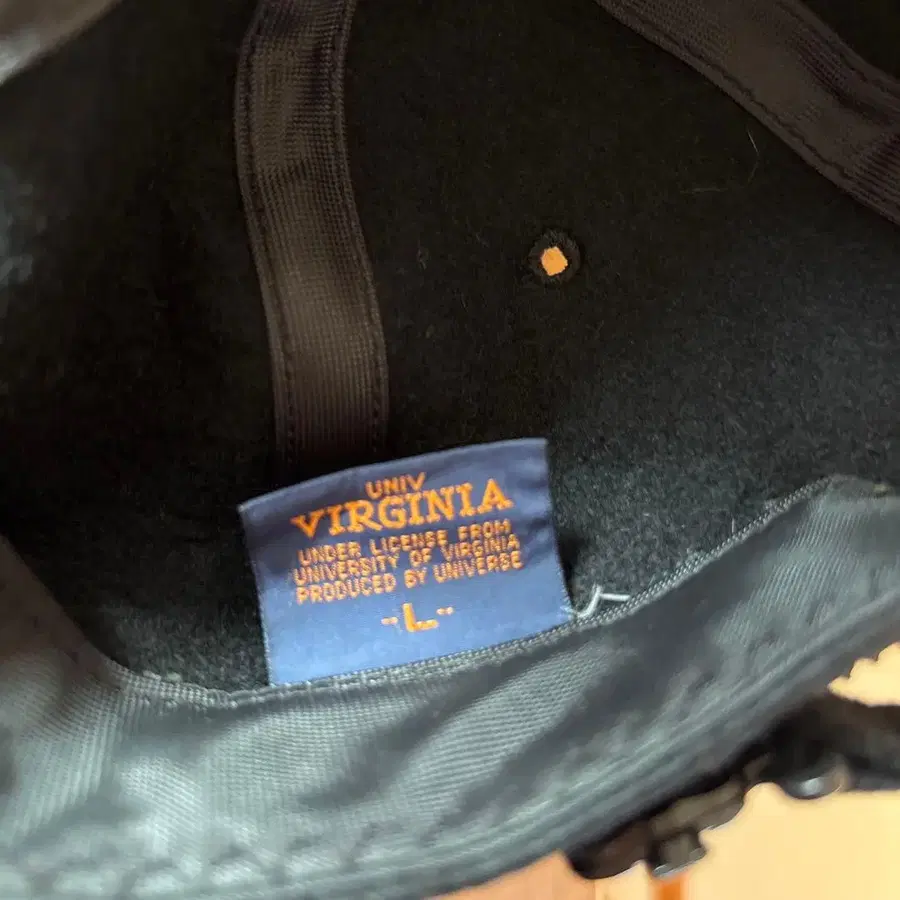 UNIV
VIRGINIA
UNDER LICENSE FROM
UNIVERSITY OF VIRGINIA
PRODUCED BY UNIVERSE
-L-